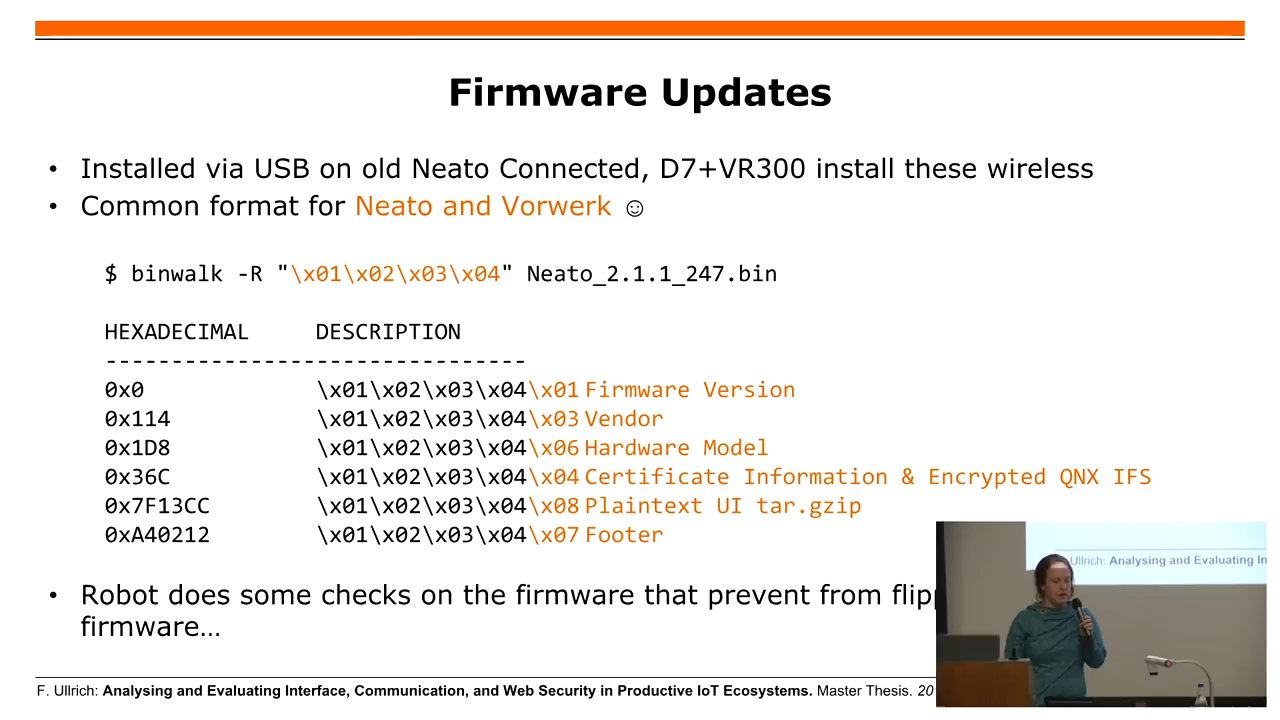 Firmware Updates
• Installed via USB on old Neato Connected, D7+VR300 install these wireless
• Common format for Neato and Vorwerk ☺
$ binwalk -R "\x01\x02\x03\x04" Neato_2.1.1_247.bin
HEXADECIMAL DESCRIPTION
--------------------------------
0x0 \x01\x02\x03\x04\x01 Firmware Version
0x114 \x01\x02\x03\x04\x03 Vendor
0x1D8 \x01\x02\x03\x04\x06 Hardware Model
0x36C \x01\x02\x03\x04\x04 Certificate Information & Encrypted QNX IFS
0x7F13CC \x01\x02\x03\x04\x08 Plaintext UI tar.gzip
0xA40212 \x01\x02\x03\x04\x07 Footer
• Robot does some checks on the firmware that prevent from
firmware…
Ullrich: Analysing and Evaluating
F. Ullrich: Analysing and Evaluating Interface, Communication, and Web Security in Productive IoT Ecosystems. Master Thesis.